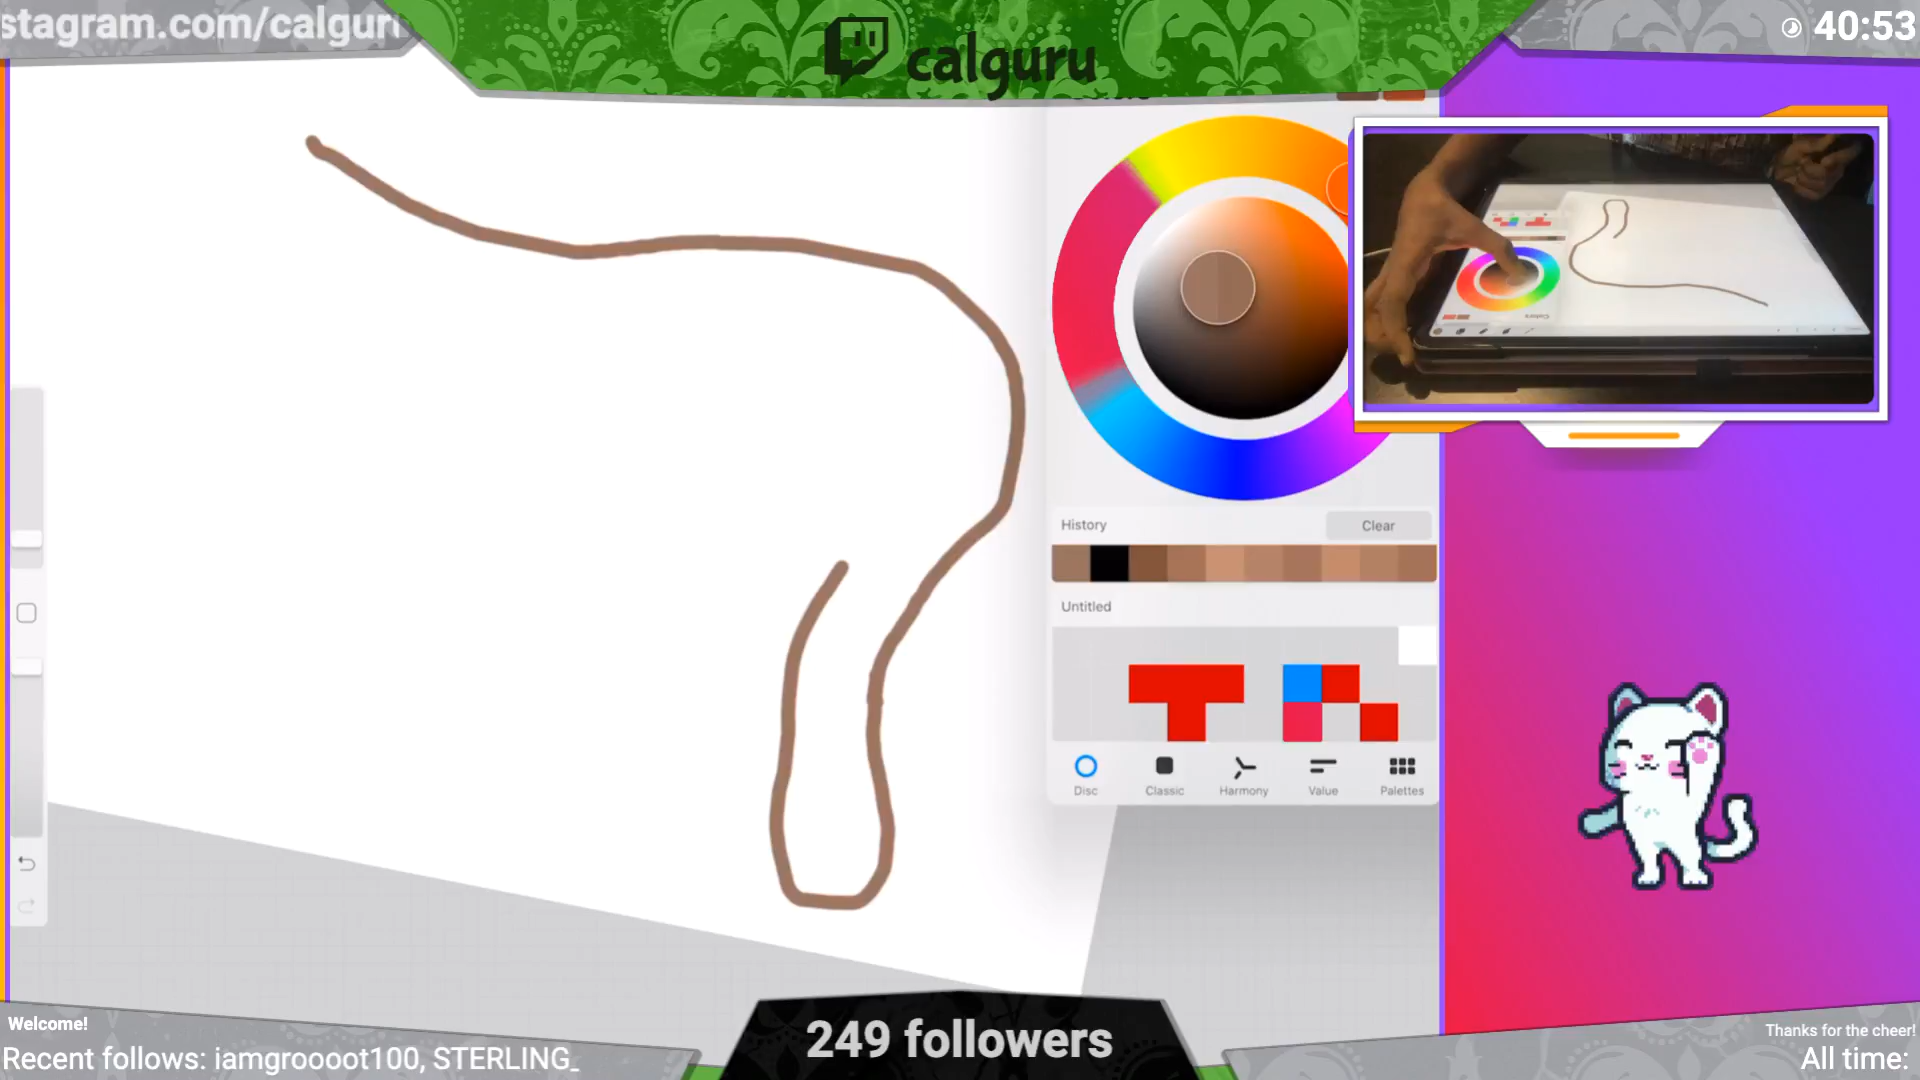 stagram.com/calgur
calguru
40:53
History
Clear
Untitled
Disc
Classic
Harmony
Value
Palettes
Welcome!
Recent follows: iamgroooot100, STERLING_
249 followers
Thanks for the cheer!
All time: